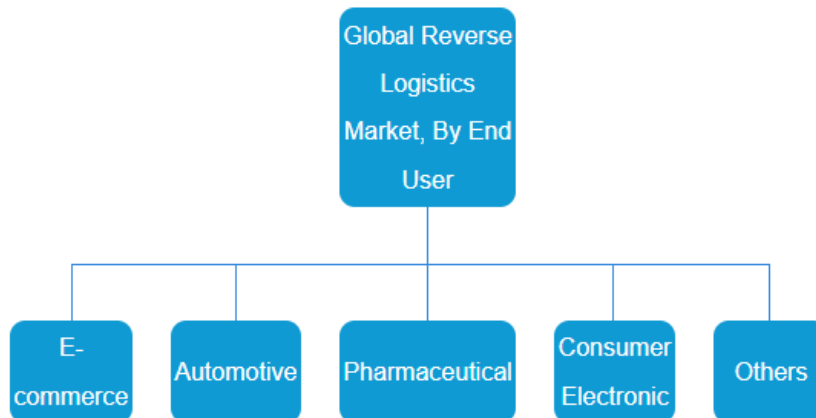 Global Reverse
Logistics
Market, By End
User
E-
commerce
Automotive
Pharmaceutical
Consumer
Electronic
Others